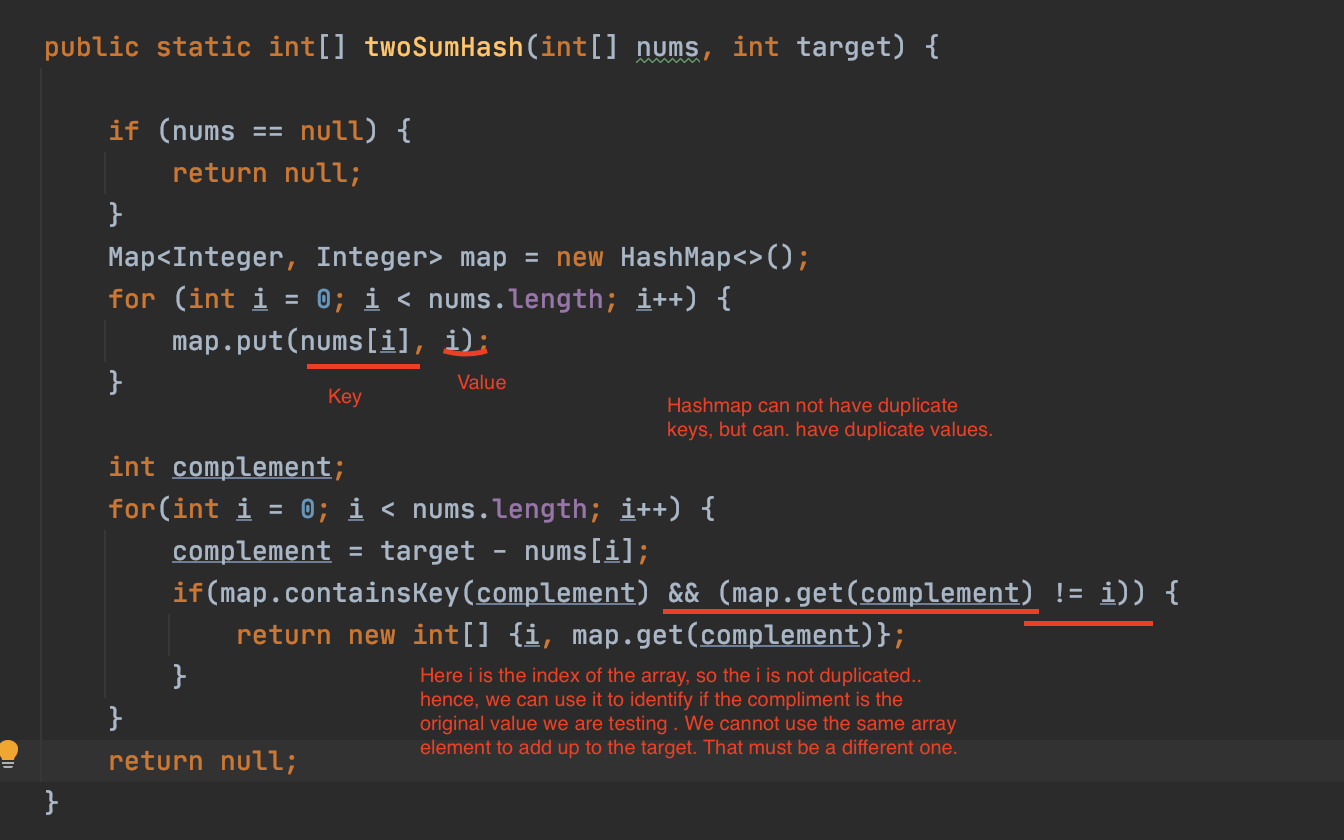 public static int[] twoSumHash(int[] nums, int target) {
if (nums == null) {
return null;
}
Map<Integer, Integer> map = new HashMap<>();
for (int i = 0; i < nums.length; i++) {
map.put(nums[i], i);
}
Key
Value
Hashmap can not have duplicate
keys, but can. have duplicate values.
int complement;
for(int i = 0; i < nums.length; i++) {
complement = target - nums[i];
if(map.containsKey(complement) && (map.get(complement) != i)) {
return new int[] {i, map.get(complement)};
}
Here i is the index of the array, so the i is not duplicated..
hence, we can use it to identify if the compliment is the
original value we are testing . We cannot use the same array
element to add up to the target. That must be a different one.
}
return null;
}